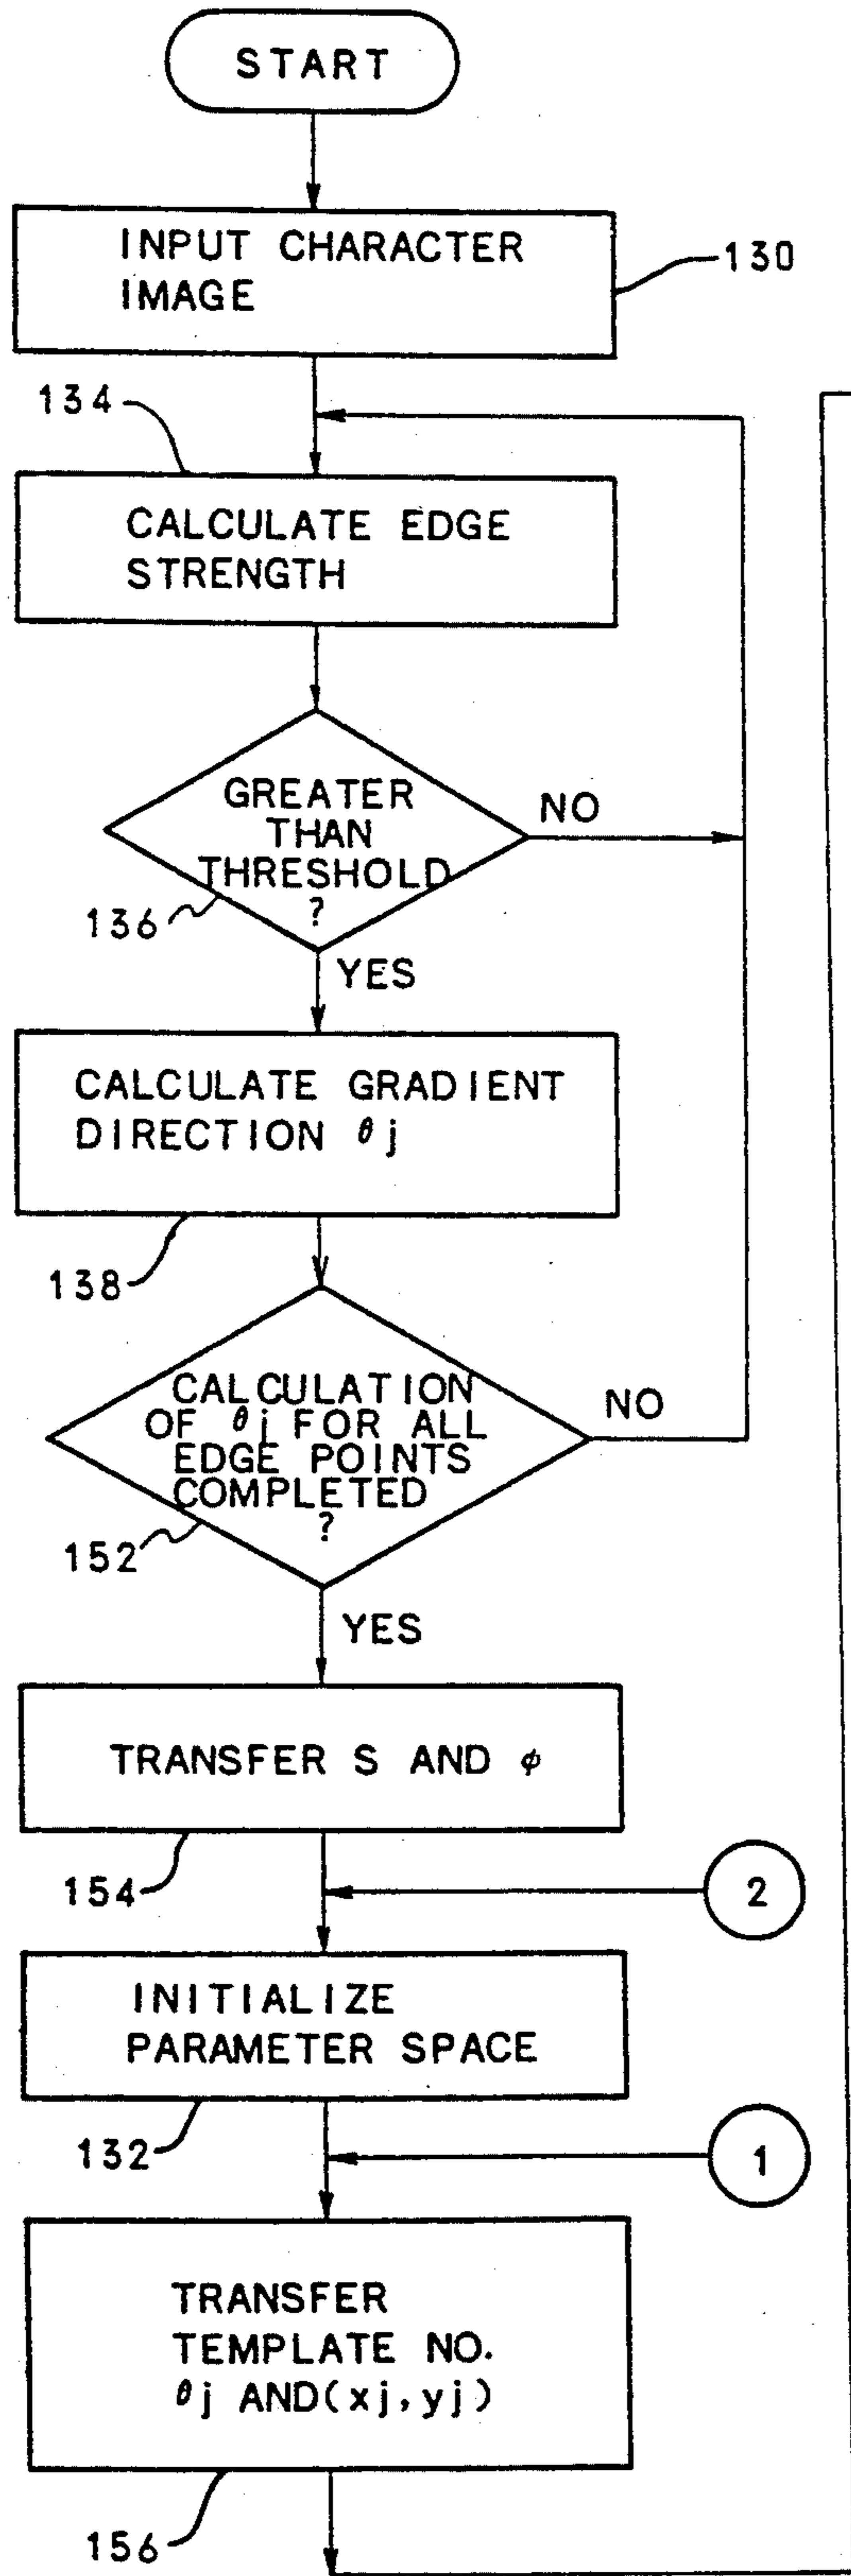 START
INPUT CHARACTER
IMAGE
130
134
CALCULATE EDGE
STRENGTH
GREATER
THAN
THRESHOLD
?
NO
136
YES
CALCULATE GRADIENT
DIRECTION θj
138
CALCULATION
OF θj FOR ALL
EDGE POINTS
COMPLETED
?
NO
152
YES
TRANSFER S AND φ
154
2
INITIALIZE
PARAMETER SPACE
132
1
TRANSFER
TEMPLATE NO.
θj AND(xj,yj)
156